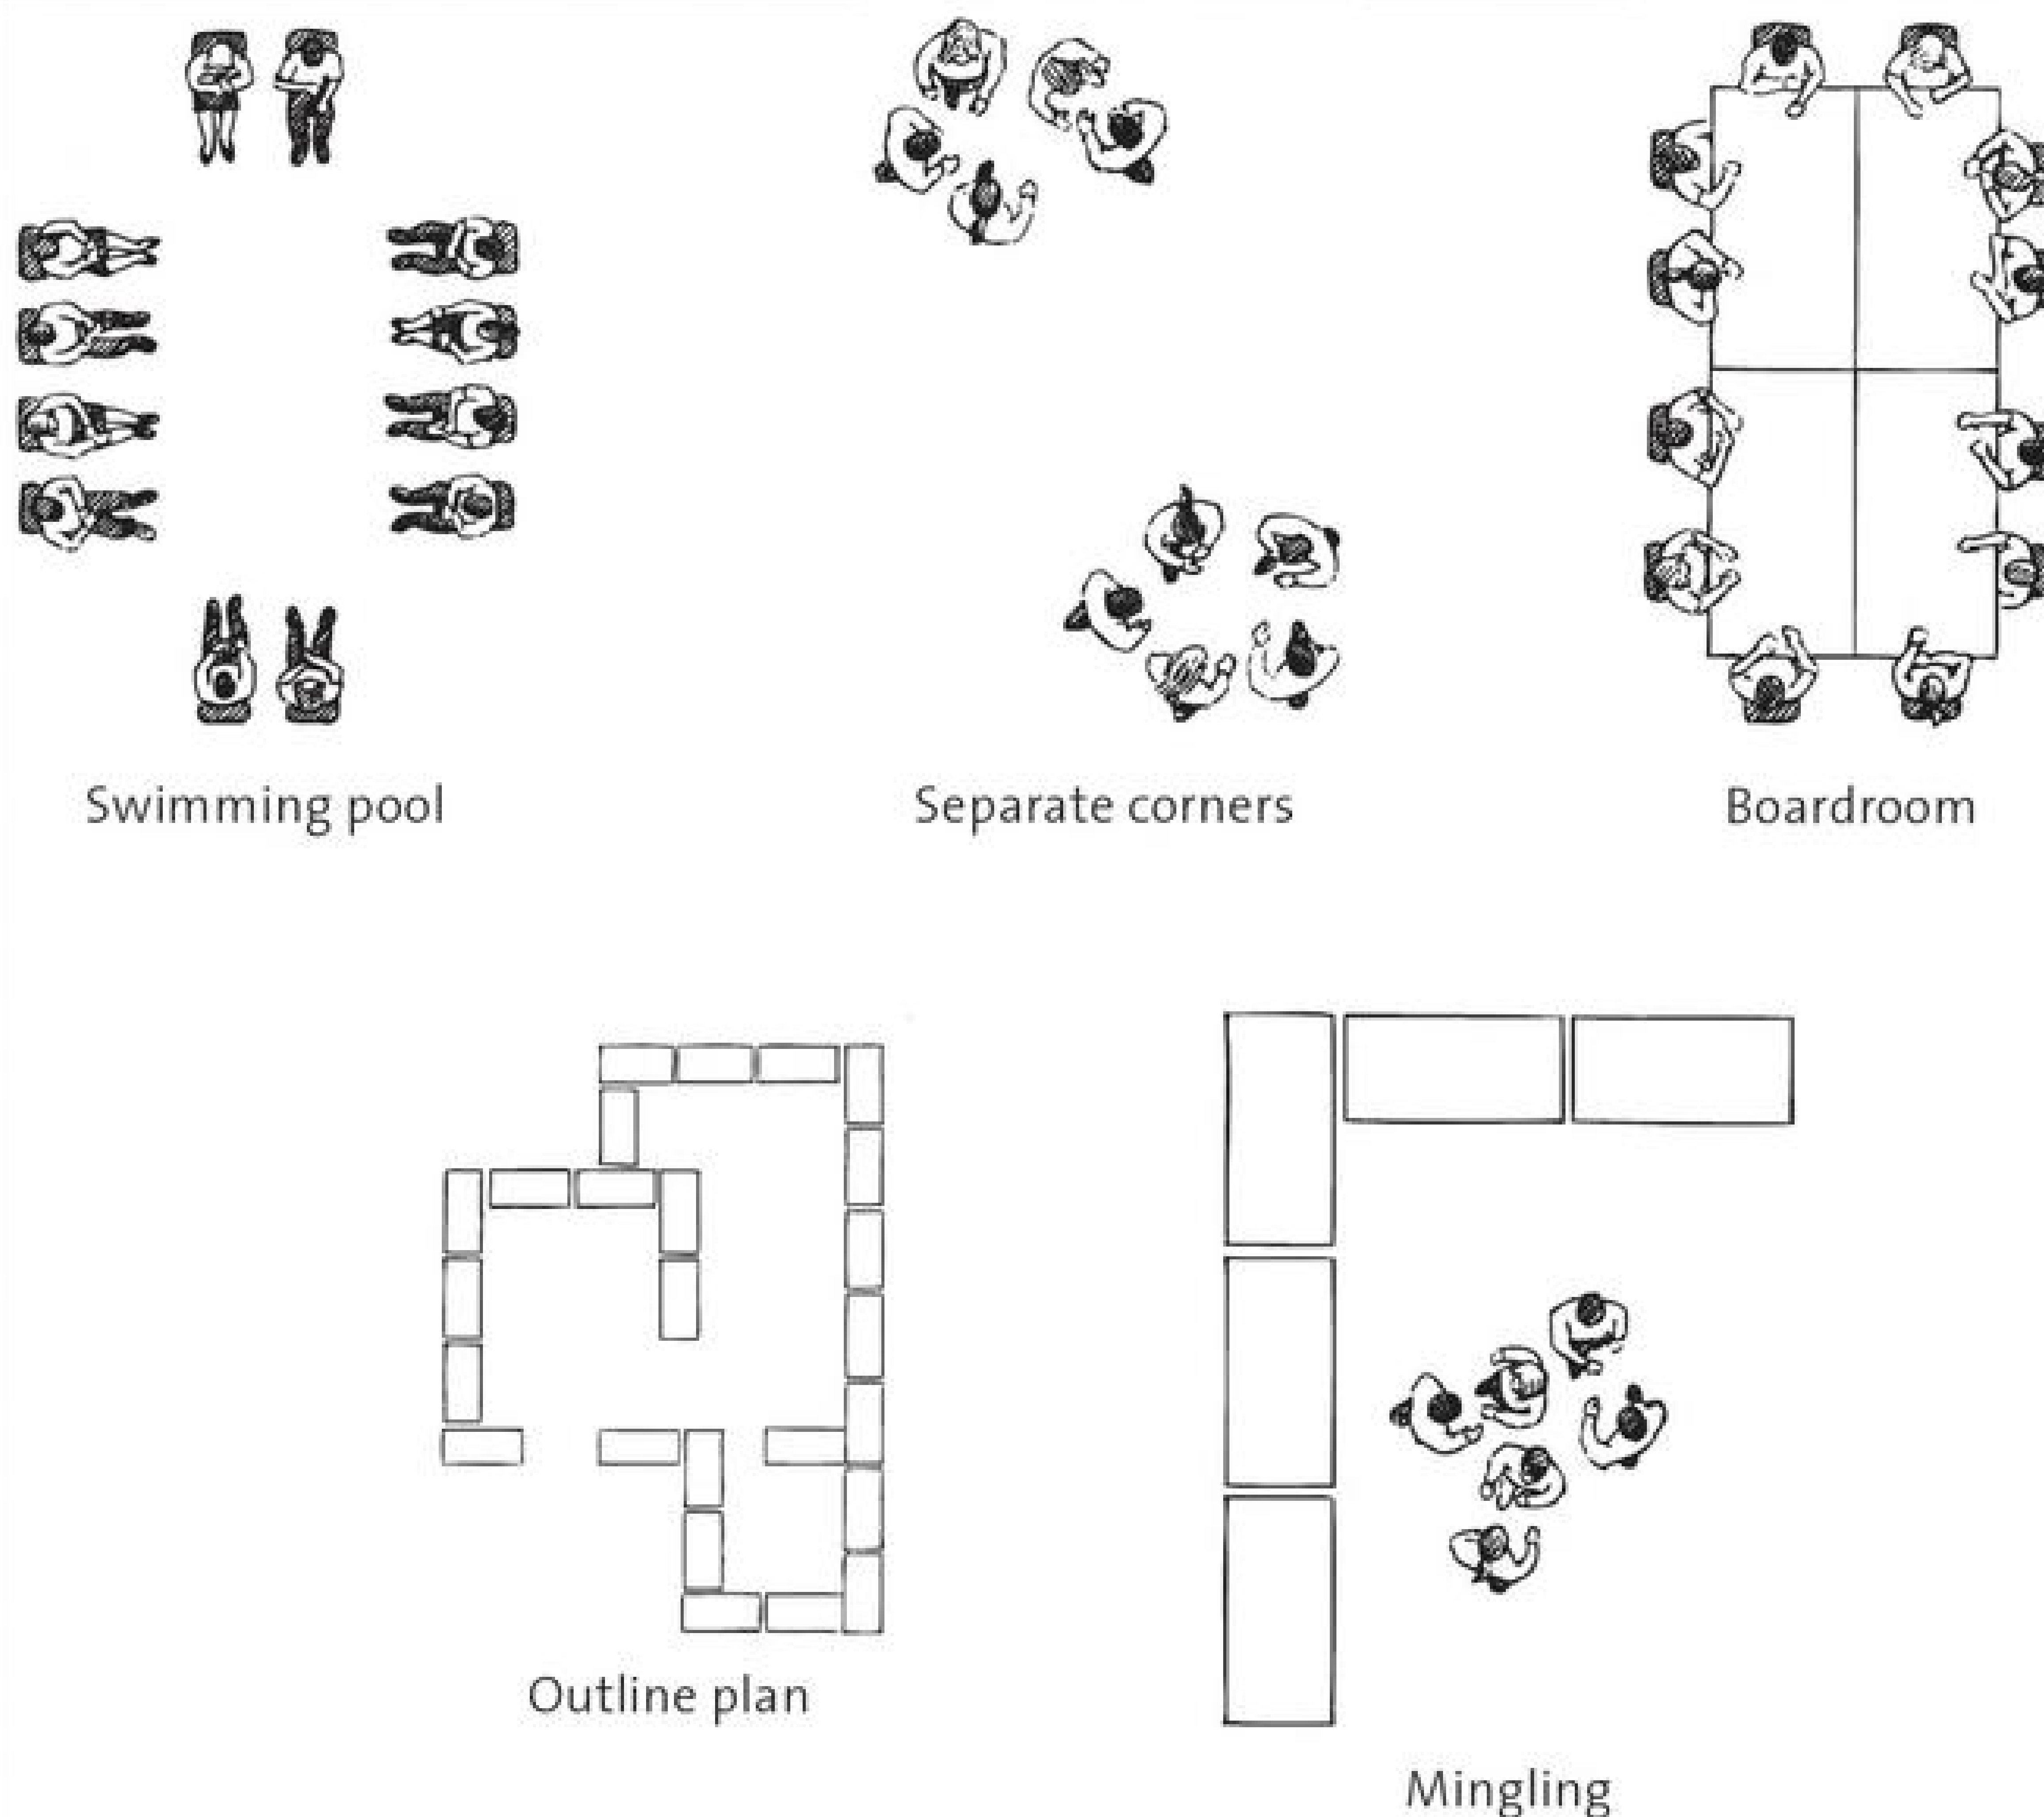 Swimming pool
Separate corners
Boardroom
Outline plan
Mingling